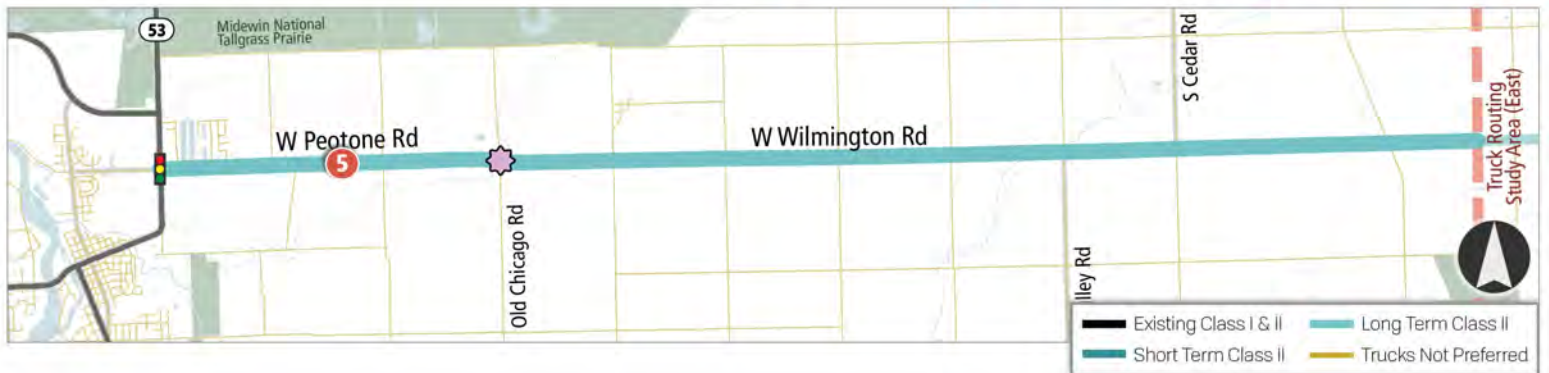 53
Midewin National
Tallgrass Prairie
W Peotone Rd
5
W Wilmington Rd
Old Chicago Rd
lley Rd
S Cedar Rd
Truck Routing
Study Area (East)
Existing Class I & II
Long Term Class II
Short Term Class II
Trucks Not Preferred